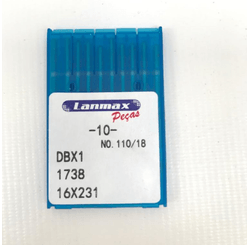 Lanmax
Peças
-10-
NO. 110/18
DBX1
1738
16X231